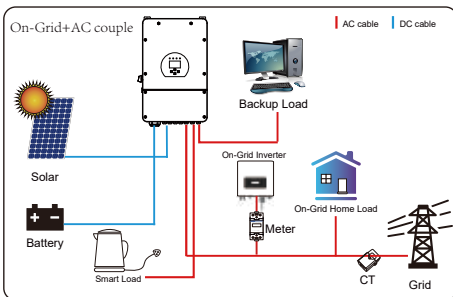 On-Grid+AC couple
AC cable
DC cable
Backup Load
On-Grid Inverter
Solar
On-Grid Home Load
Meter
Battery
Smart Load
CT
Grid